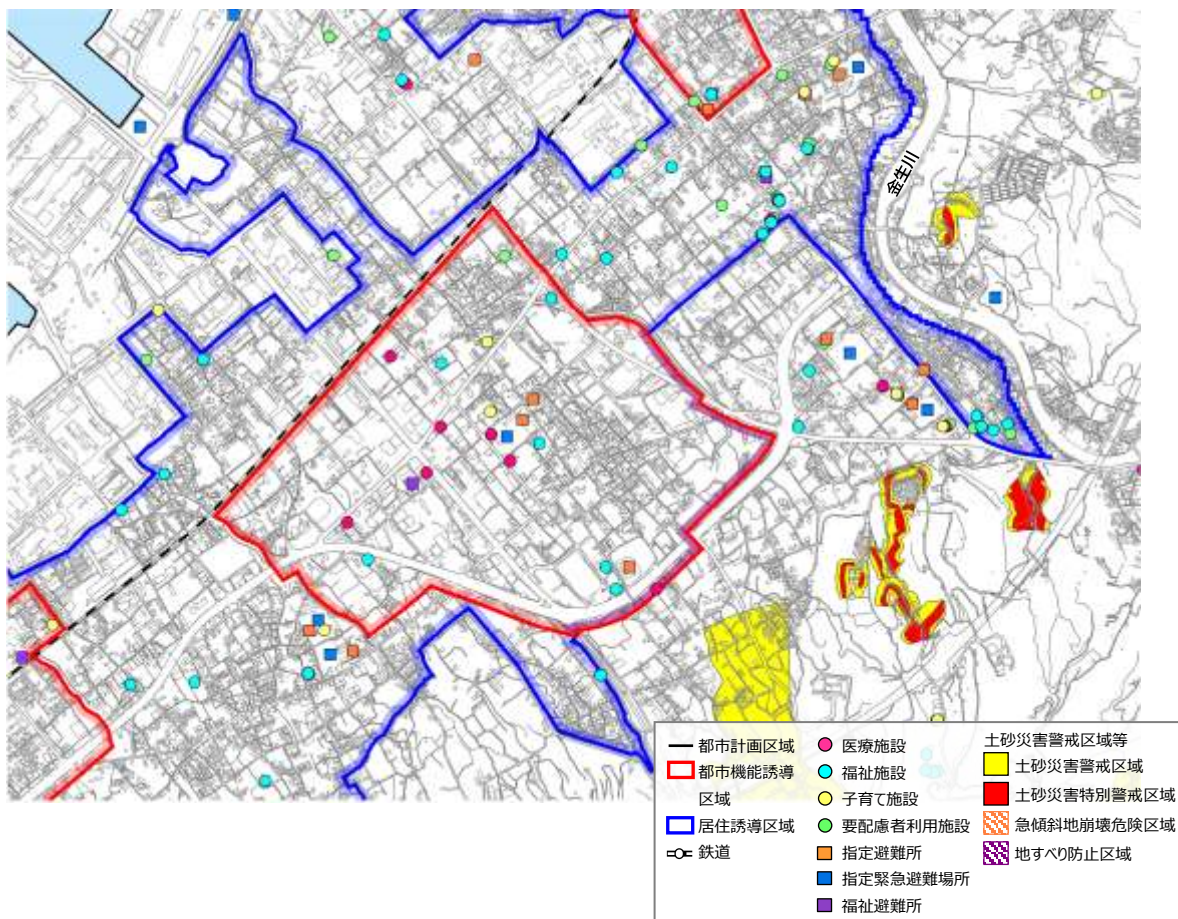 金生川
都市計画区域
都市機能誘導
区域
居住誘導区域
鉄道
医療施設
福祉施設
子育て施設
要配慮者利用施設
指定避難所
指定緊急避難場所
福祉避難所
土砂災害警戒区域等
土砂災害警戒区域
土砂災害特別警戒区域
急傾斜地崩壊危険区域
地すべり防止区域